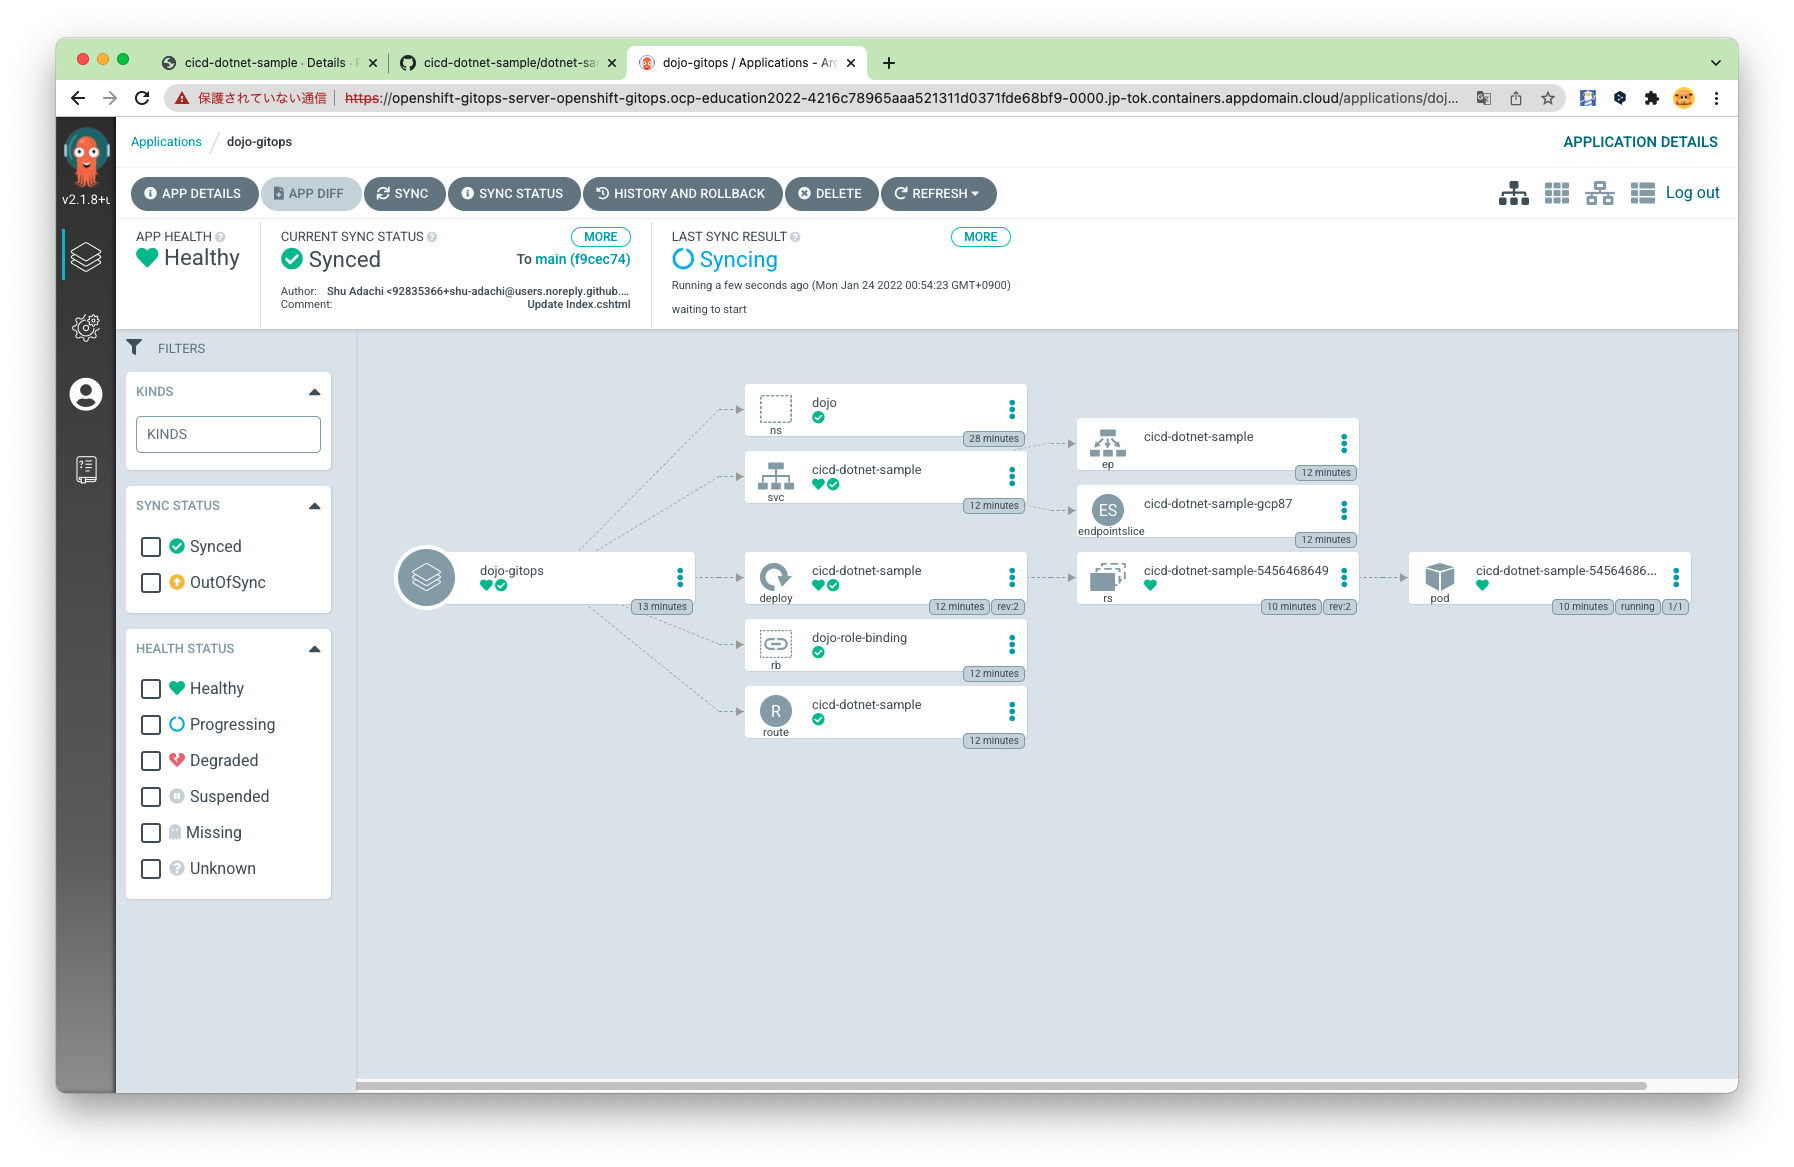 cicd-dotnet-sample · Details ·
cicd-dotnet-sample/dotnet-sa
dojo-gitops / Applications - Arg
保護されていない通信
https://openshift-gitops-server-openshift-gitops.ocp-education2022-4216c78965aaa521311d0371fde68bf9-0000.jp-tok.containers.appdomain.cloud/applications/doj...
v2.1.8+u
Applications / dojo-gitops
APPLICATION DETAILS
APP DETAILS
APP DIFF
SYNC
SYNC STATUS
HISTORY AND ROLLBACK
DELETE
REFRESH
Log out
APP HEALTH
Healthy
CURRENT SYNC STATUS
MORE
Synced
To main (f9cec74)
Author: Shu Adachi <92835366+shu-adachi@users.noreply.github....
Comment: Update Index.cshtml
LAST SYNC RESULT
MORE
Syncing
Running a few seconds ago (Mon Jan 24 2022 00:54:23 GMT+0900)
waiting to start
FILTERS
KINDS
KINDS
SYNC STATUS
Synced
OutOfSync
HEALTH STATUS
Healthy
Progressing
Degraded
Suspended
Missing
Unknown
dojo-gitops
13 minutes
dojo
ns
28 minutes
cicd-dotnet-sample
svc
12 minutes
cicd-dotnet-sample
ep
12 minutes
ES
cicd-dotnet-sample-gcp87
endpointslice
12 minutes
cicd-dotnet-sample
deploy
12 minutes
rev:2
cicd-dotnet-sample-5456468649
rs
10 minutes
rev:2
cicd-dotnet-sample-54564686...
pod
10 minutes
running
1/1
dojo-role-binding
rb
12 minutes
R
cicd-dotnet-sample
route
12 minutes